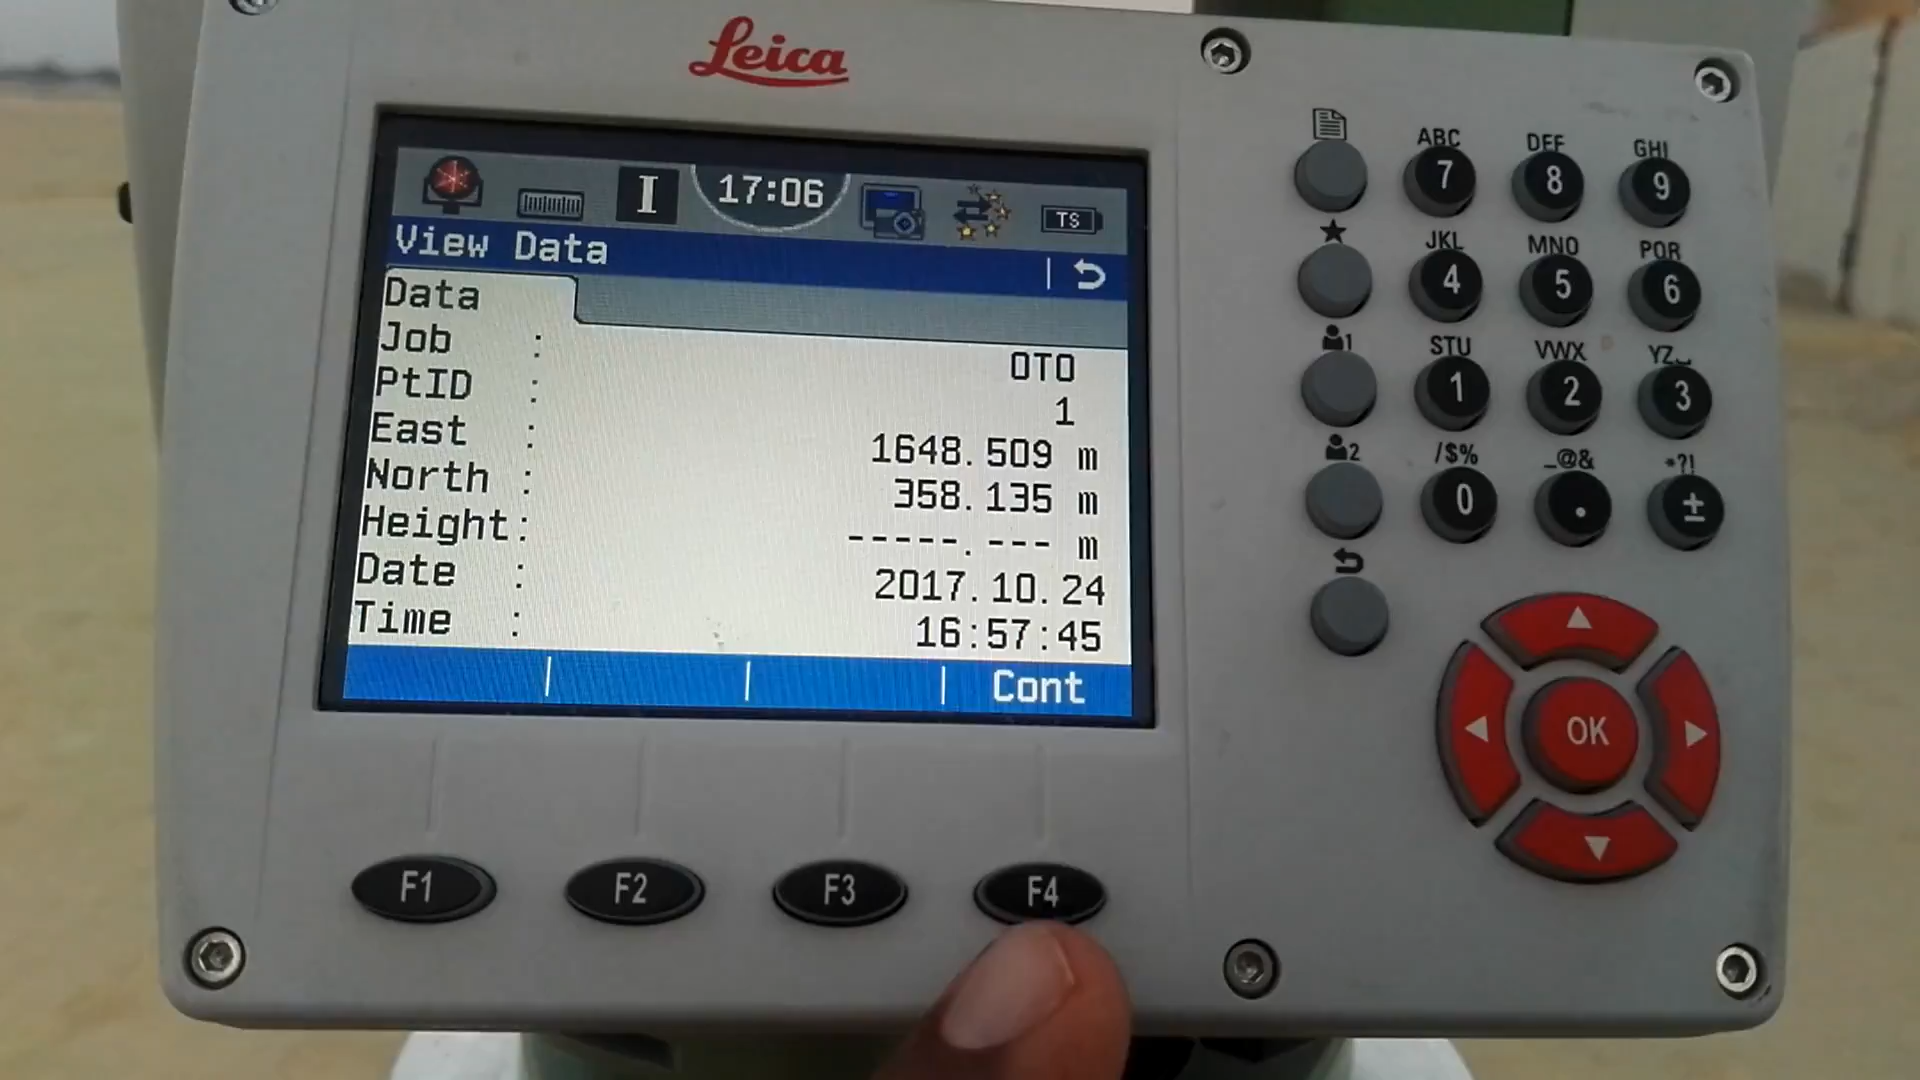 Leica
I 17:06 TS
View Data
Data
Job : OTO
PtID : 1
East : 1648.509 m
North : 358.135 m
Height: -----.--- m
Date : 2017.10.24
Time : 16:57:45
Cont
F1 F2 F3 F4
ABC DEF GHI
7 8 9
JKL MNO PQR
4 5 6
1 STU VWX YZ
1 2 3
2 /$% _@& *?!
0 . ±
OK